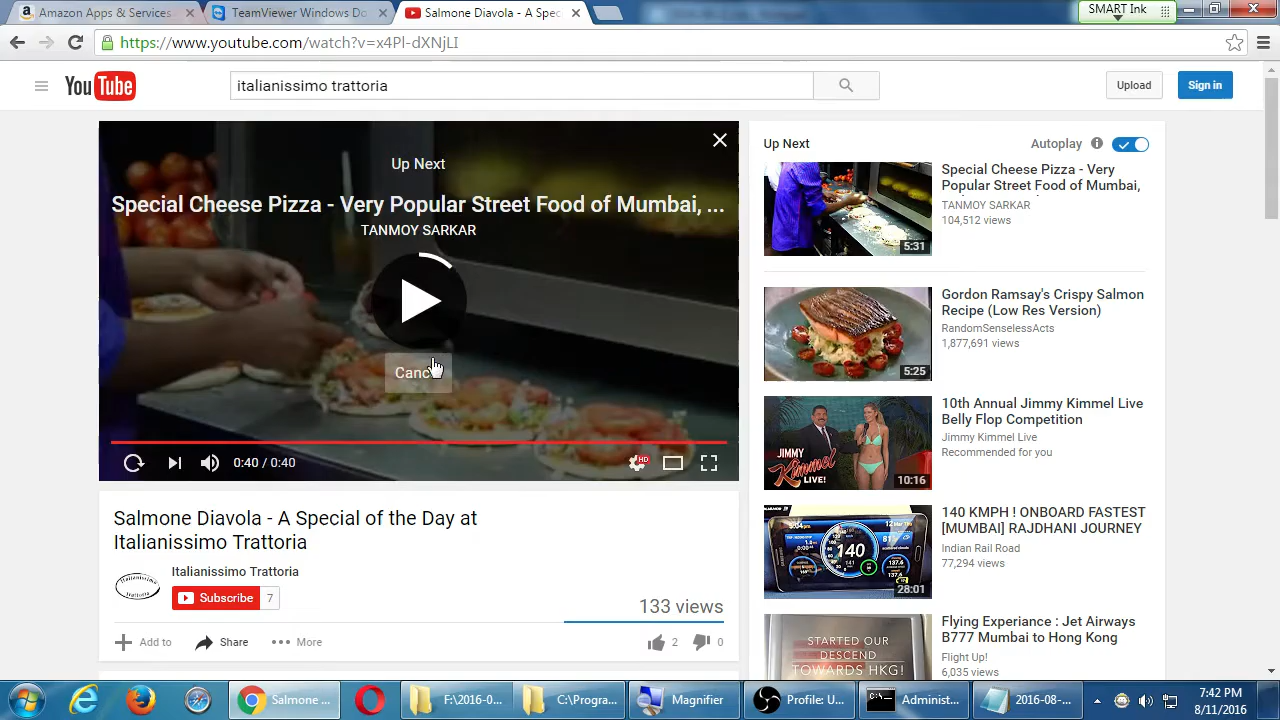 Amazon Apps & Services
TeamViewer Windows Do
Salmone Diavola - A Spec
SMART Ink
https://www.youtube.com/watch?v=x4Pl-dXNjLI
YouTube
italianissimo trattoria
Upload
Sign in
Up Next
Special Cheese Pizza - Very Popular Street Food of Mumbai, ...
TANMOY SARKAR
Cancel
0:40 / 0:40
HD
Salmone Diavola - A Special of the Day at
Italianissimo Trattoria
Italianissimo
Trattoria
Italianissimo Trattoria
Subscribe 7
133 views
Add to
Share
More
2
0
Up Next
Autoplay
Special Cheese Pizza - Very
Popular Street Food of Mumbai,
TANMOY SARKAR
104,512 views
5:31
Gordon Ramsay's Crispy Salmon
Recipe (Low Res Version)
RandomSenselessActs
1,877,691 views
5:25
10th Annual Jimmy Kimmel Live
Belly Flop Competition
Jimmy Kimmel Live
Recommended for you
JIMMY
KIMMEL
LIVE!
10:16
140 KMPH ! ONBOARD FASTEST
[MUMBAI] RAJDHANI JOURNEY
Indian Rail Road
77,294 views
140
28:01
Flying Experiance : Jet Airways
B777 Mumbai to Hong Kong
Flight Up!
6,035 views
STARTED OUR
DESCEND
TOWARDS HKG!
Salmone ...
F:\2016-0...
C:\Progra...
Magnifier
Profile: U...
Administ...
2016-08-...
7:42 PM
8/11/2016